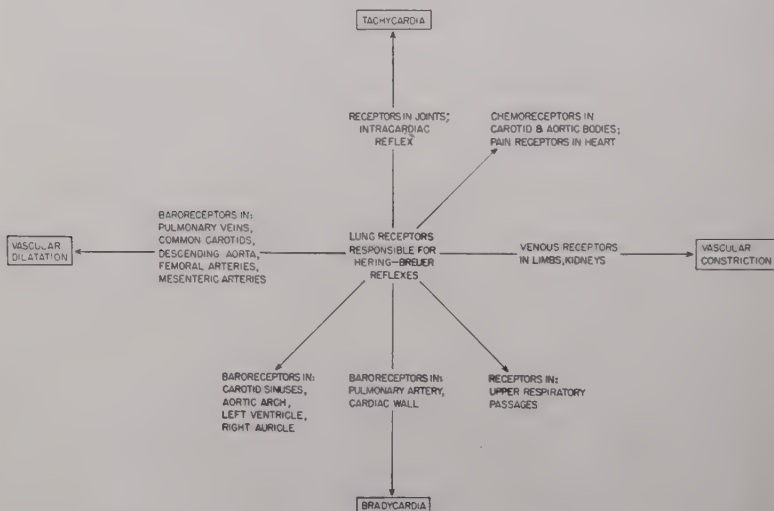 TACHYCARDIA
RECEPTORS IN JOINTS;
INTRACARDIAC
REFLEX
CHEMORECEPTORS IN
CAROTID & AORTIC BODIES;
PAIN RECEPTORS IN HEART
BARORECEPTORS IN:
PULMONARY VEINS,
COMMON CAROTIDS,
DESCENDING AORTA,
FEMORAL ARTERIES,
MESENTERIC ARTERIES
VASCULAR
DILATATION
LUNG RECEPTORS
RESPONSIBLE FOR
HERING-BREUER
REFLEXES
VENOUS RECEPTORS
IN LIMBS, KIDNEYS
VASCULAR
CONSTRICTION
BARORECEPTORS IN:
CAROTID SINUSES,
AORTIC ARCH,
LEFT VENTRICLE,
RIGHT AURICLE
BARORECEPTORS IN:
PULMONARY ARTERY,
CARDIAC WALL
RECEPTORS IN:
UPPER RESPIRATORY
PASSAGES
BRADYCARDIA